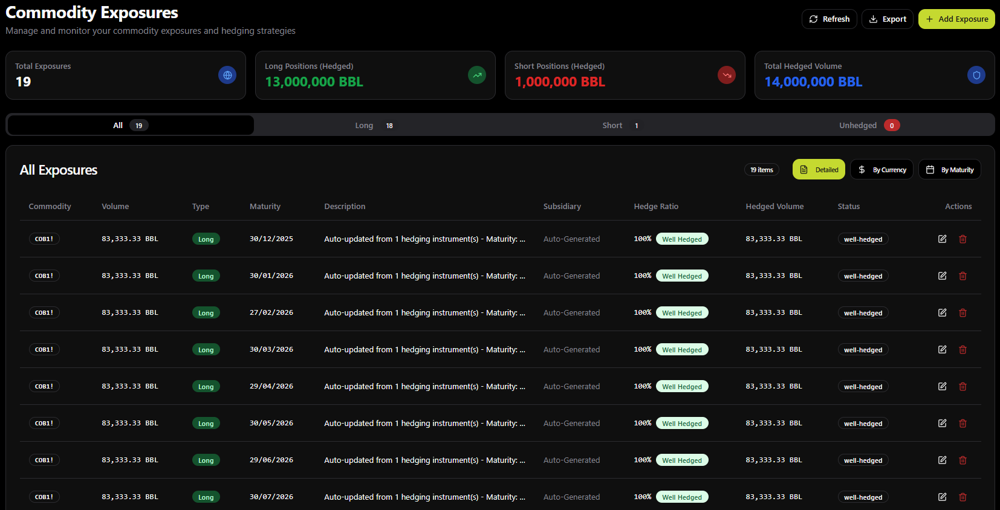 Commodity Exposures
Manage and monitor your commodity exposures and hedging strategies
Refresh Export Add Exposure
Total Exposures
19
Long Positions (Hedged)
13,000,000 BBL
Short Positions (Hedged)
1,000,000 BBL
Total Hedged Volume
14,000,000 BBL
All 19 Long 18 Short 1 Unhedged 0
All Exposures
19 items Detailed By Currency By Maturity
Commodity Volume Type Maturity Description Subsidiary Hedge Ratio Hedged Volume Status Actions
COB1! 83,333.33 BBL Long 30/12/2025 Auto-updated from 1 hedging instrument(s) - Maturity: ... Auto-Generated 100% Well Hedged 83,333.33 BBL well-hedged
COB1! 83,333.33 BBL Long 30/01/2026 Auto-updated from 1 hedging instrument(s) - Maturity: ... Auto-Generated 100% Well Hedged 83,333.33 BBL well-hedged
COB1! 83,333.33 BBL Long 27/02/2026 Auto-updated from 1 hedging instrument(s) - Maturity: ... Auto-Generated 100% Well Hedged 83,333.33 BBL well-hedged
COB1! 83,333.33 BBL Long 30/03/2026 Auto-updated from 1 hedging instrument(s) - Maturity: ... Auto-Generated 100% Well Hedged 83,333.33 BBL well-hedged
COB1! 83,333.33 BBL Long 29/04/2026 Auto-updated from 1 hedging instrument(s) - Maturity: ... Auto-Generated 100% Well Hedged 83,333.33 BBL well-hedged
COB1! 83,333.33 BBL Long 30/05/2026 Auto-updated from 1 hedging instrument(s) - Maturity: ... Auto-Generated 100% Well Hedged 83,333.33 BBL well-hedged
COB1! 83,333.33 BBL Long 29/06/2026 Auto-updated from 1 hedging instrument(s) - Maturity: ... Auto-Generated 100% Well Hedged 83,333.33 BBL well-hedged
COB1! 83,333.33 BBL Long 30/07/2026 Auto-updated from 1 hedging instrument(s) - Maturity: ... Auto-Generated 100% Well Hedged 83,333.33 BBL well-hedged